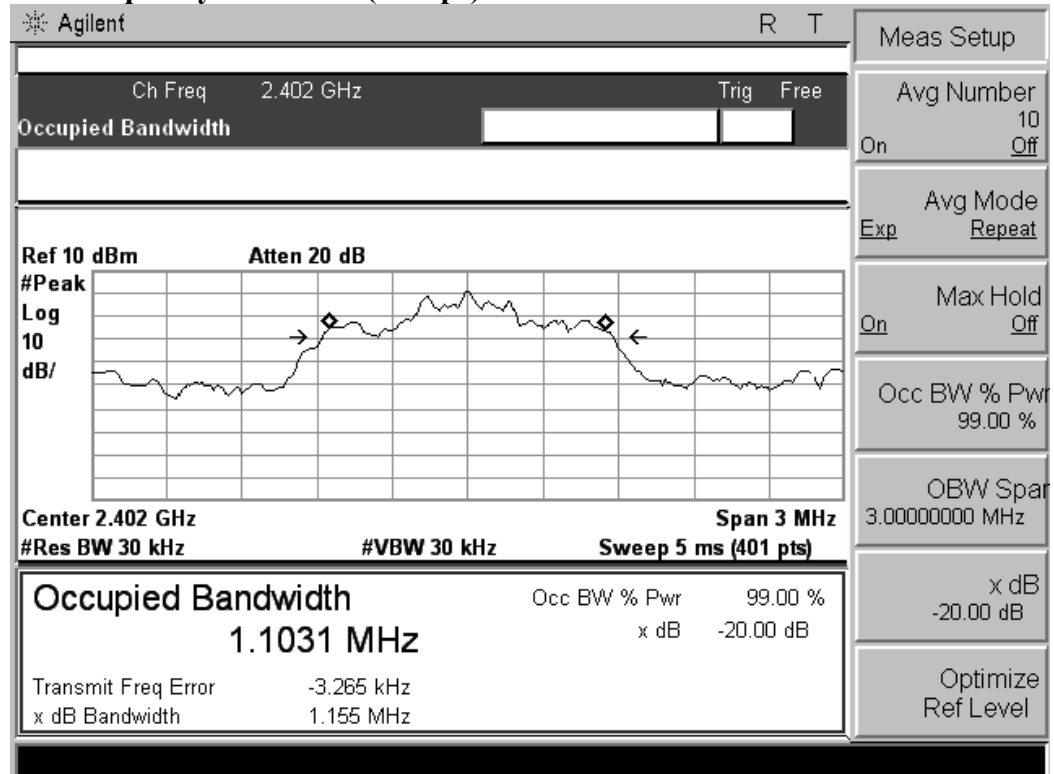 Agilent R T
Ch Freq 2.402 GHz Trig Free
Occupied Bandwidth
Ref 10 dBm Atten 20 dB
#Peak
Log
10
dB/
Center 2.402 GHz Span 3 MHz
#Res BW 30 kHz #VBW 30 kHz Sweep 5 ms (401 pts)
Occupied Bandwidth Occ BW % Pwr 99.00 %
1.1031 MHz x dB -20.00 dB
Transmit Freq Error -3.265 kHz
x dB Bandwidth 1.155 MHz
Meas Setup
Avg Number
10
On Off
Avg Mode
Exp Repeat
Max Hold
On Off
Occ BW % Pwr
99.00 %
OBW Span
3.00000000 MHz
x dB
-20.00 dB
Optimize
Ref Level